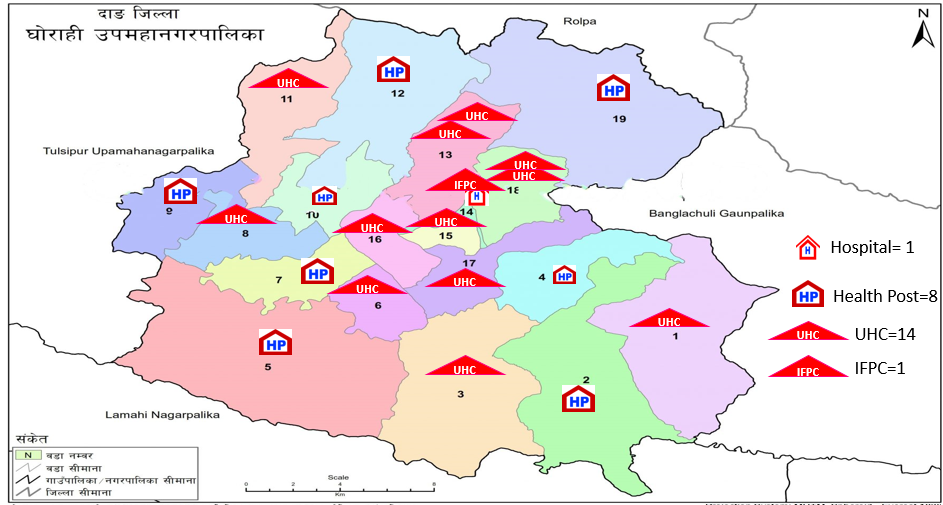 दाङ जिल्ला
घोराही उपमहानगरपालिका
Rolpa
N
UHC
11
HP
12
HP
19
UHC
UHC
13
Tulsipur Upamahanagarpalika
UHC
UHC
18
IFPC
H
14
HP
9
HP
10
UHC
8
UHC
16
UHC
15
Banglachuli Gaunpalika
H
Hospital= 1
17
HP
7
UHC
HP
4
UHC
6
HP
Health Post=8
UHC
1
UHC
UHC=14
HP
5
UHC
3
2
HP
IFPC
IFPC=1
Lamahi Nagarpalika
संकेत
N वडा नम्बर
वडा सीमाना
गाउँपालिका/नगरपालिका सीमाना
जिल्ला सीमाना
Scale
8 4 0 8
Km